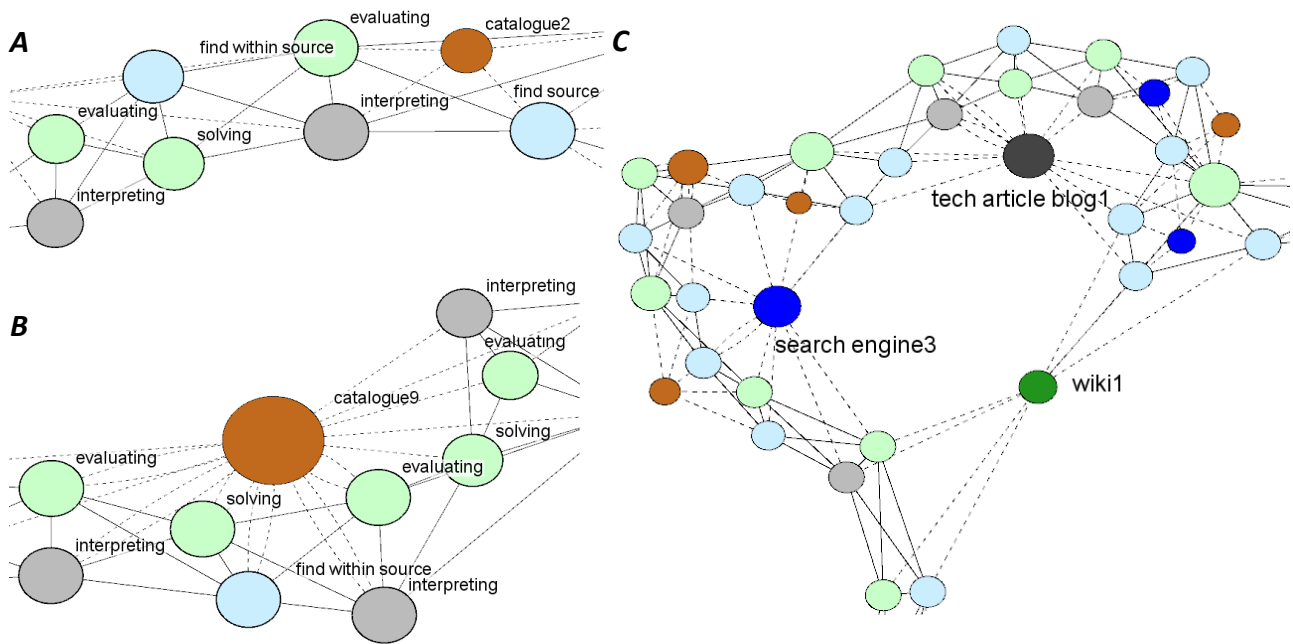 A
evaluating
catalogue2
find within source
evaluating
interpreting
find source
solving
interpreting
B
interpreting
evaluating
catalogue9
solving
evaluating
evaluating
solving
interpreting
find within source
interpreting
C
tech article blog1
search engine3
wiki1